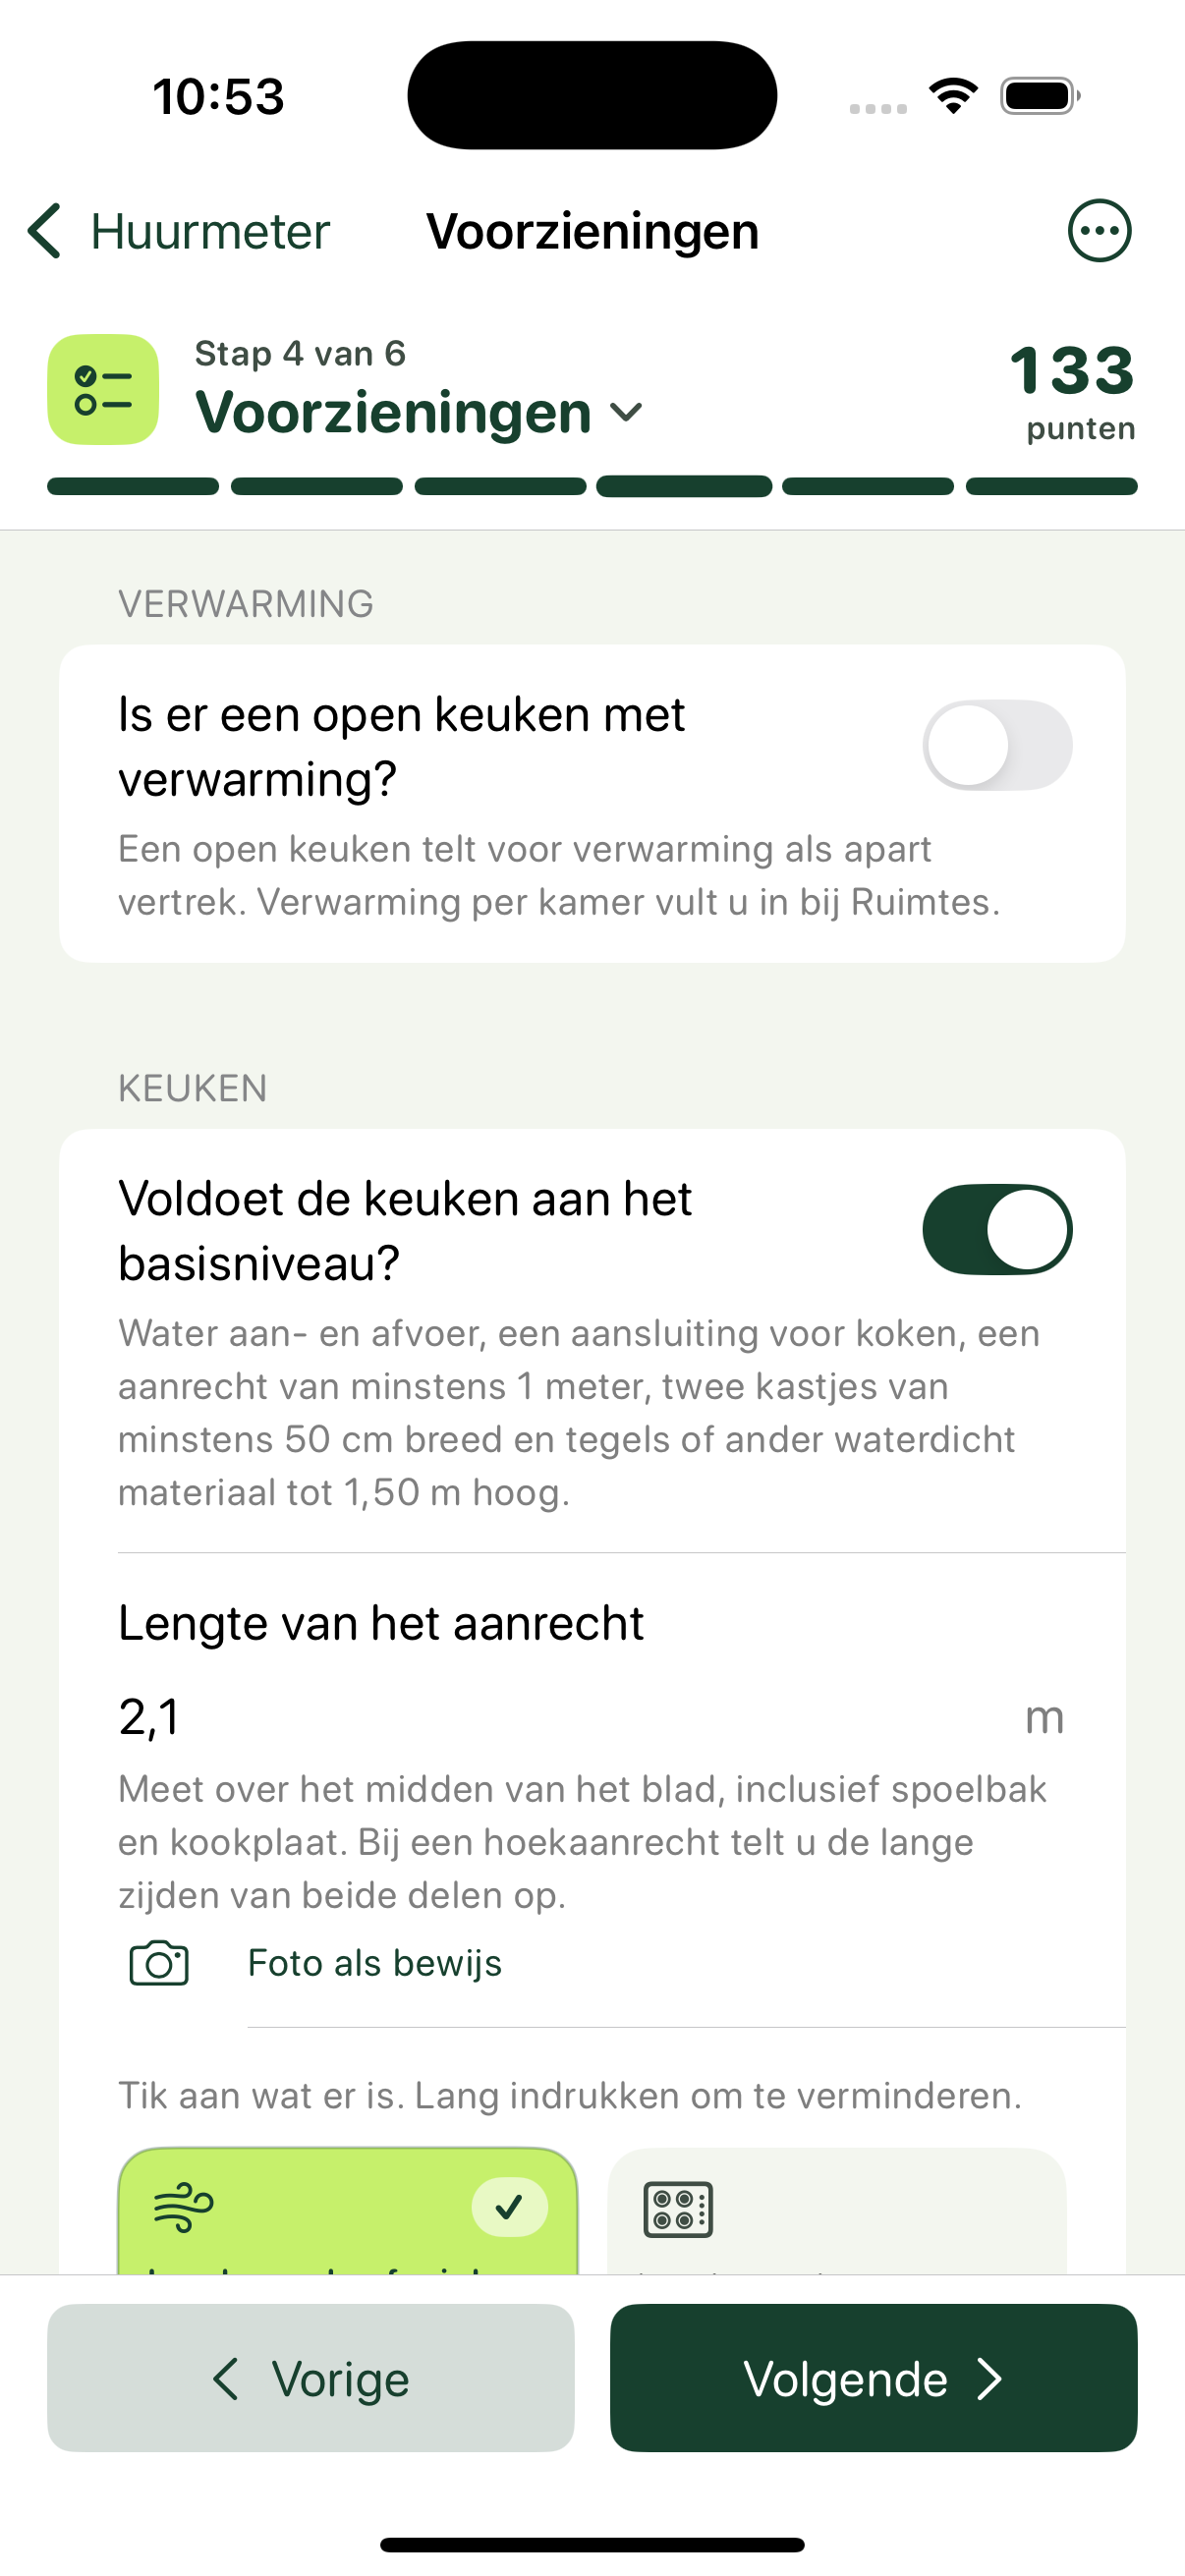 10:53
Huurmeter
Voorzieningen
Stap 4 van 6
Voorzieningen
133
punten
VERWARMING
Is er een open keuken met
verwarming?
Een open keuken telt voor verwarming als apart
vertrek. Verwarming per kamer vult u in bij Ruimtes.
KEUKEN
Voldoet de keuken aan het
basisniveau?
Water aan- en afvoer, een aansluiting voor koken, een
aanrecht van minstens 1 meter, twee kastjes van
minstens 50 cm breed en tegels of ander waterdicht
materiaal tot 1,50 m hoog.
Lengte van het aanrecht
2,1
m
Meet over het midden van het blad, inclusief spoelbak
en kookplaat. Bij een hoekaanrecht telt u de lange
zijden van beide delen op.
Foto als bewijs
Tik aan wat er is. Lang indrukken om te verminderen.
Vorige
Volgende